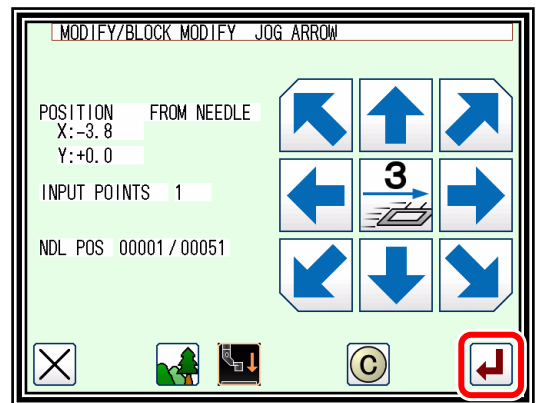 MODIFY/BLOCK MODIFY JOG ARROW
POSITION FROM NEEDLE
X:-3.8
Y:+0.0
INPUT POINTS 1
3
NDL POS 00001/00051
C